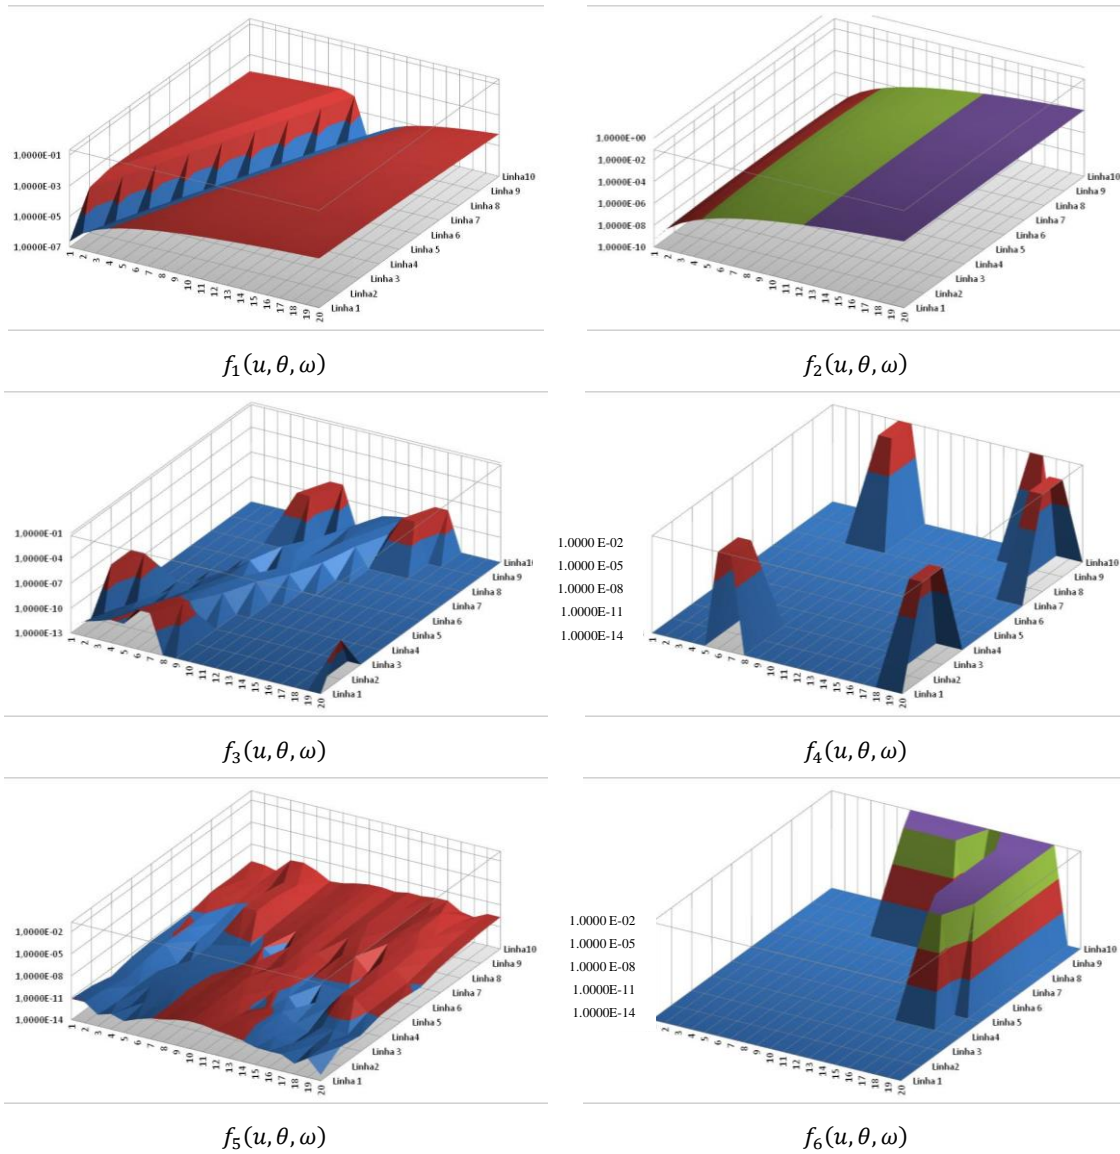 1.0000E-01
1.0000E-03
1.0000E-05
1.0000E-07
1 2 3 4 5 6 7 8 9 10 11 12 13 14 15 16 17 18 19 20
Linha 1
Linha2
Linha 3
Linha4
Linha 5
Linha 6
Linha 7
Linha 8
Linha 9
Linha10
f₁(u, θ, ω)
1.0000E+00
1.0000E-02
1.0000E-04
1.0000E-06
1.0000E-08
1.0000E-10
1 2 3 4 5 6 7 8 9 10 11 12 13 14 15 16 17 18 19 20
Linha 1
Linha2
Linha 3
Linha4
Linha 5
Linha 6
Linha 7
Linha 8
Linha 9
Linha10
f₂(u, θ, ω)
1.0000E-01
1.0000E-04
1.0000E-07
1.0000E-10
1.0000E-13
1 2 3 4 5 6 7 8 9 10 11 12 13 14 15 16 17 18 19 20
Linha 1
Linha2
Linha 3
Linha4
Linha 5
Linha 6
Linha 7
Linha 8
Linha 9
Linha1(
f₃(u, θ, ω)
1.0000 E-02
1.0000E-05
1.0000E-08
1.0000E-11
1.0000E-14
1 2 3 4 5 6 7 8 9 10 11 12 13 14 15 16 17 18 19 20
Linha 1
Linha2
Linha 3
Linha4
Linha 5
Linha 6
Linha 7
Linha 8
Linha 9
Linha10
f₄(u, θ, ω)
1.0000E-02
1.0000E-05
1.0000E-08
1.0000E-11
1.0000E-14
1 2 3 4 5 6 7 8 9 10 11 12 13 14 15 16 17 18 19 20
Linha 1
Linha2
Linha 3
Linha4
Linha 5
Linha 6
Linha 7
Linha 8
Linha 9
Linha10
f₅(u, θ, ω)
1.0000 E-02
1.0000E-05
1.0000E-08
1.0000E-11
1.0000E-14
1 2 3 4 5 6 7 8 9 10 11 12 13 14 15 16 17 18 19 20
Linha 1
Linha2
Linha 3
Linha4
Linha 5
Linha 6
Linha 7
Linha 8
Linha 9
Linha10
f₆(u, θ, ω)